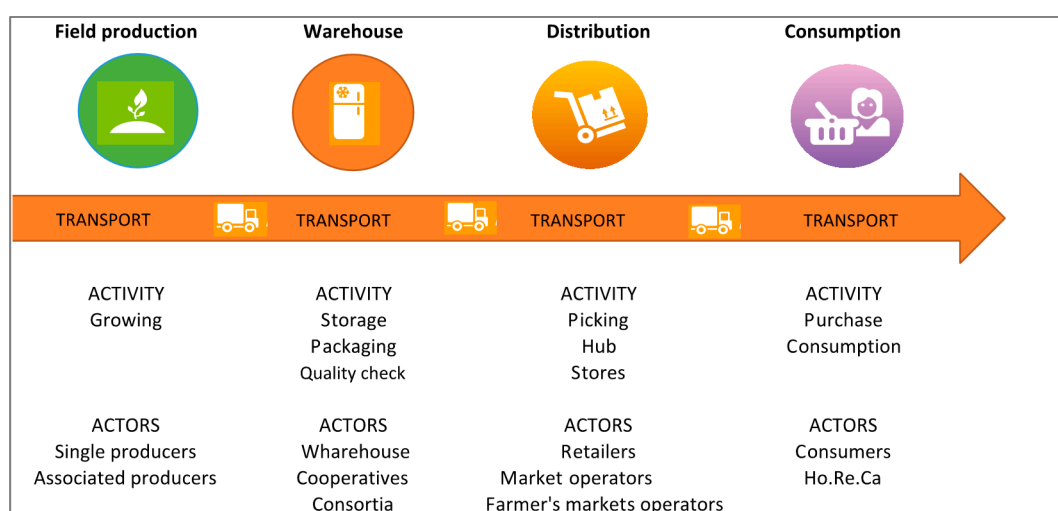 Field production
Warehouse
Distribution
Consumption
TRANSPORT
TRANSPORT
TRANSPORT
TRANSPORT
ACTIVITY
Growing
ACTIVITY
Storage
Packaging
Quality check
ACTIVITY
Picking
Hub
Stores
ACTIVITY
Purchase
Consumption
ACTORS
Single producers
Associated producers
ACTORS
Wharehouse
Cooperatives
Consortia
ACTORS
Retailers
Market operators
Farmer's markets operators
ACTORS
Consumers
Ho.Re.Ca